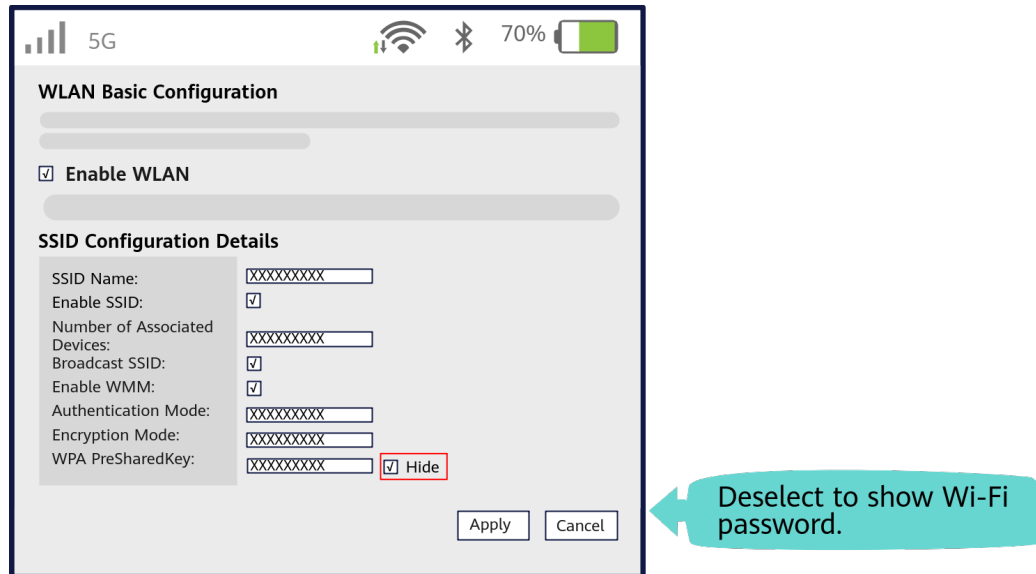 5G
70%
WLAN Basic Configuration
Enable WLAN
SSID Configuration Details
SSID Name: XXXXXXXXX
Enable SSID:
Number of Associated
Devices: XXXXXXXXX
Broadcast SSID:
Enable WMM:
Authentication Mode: XXXXXXXXX
Encryption Mode: XXXXXXXXX
WPA PreSharedKey: XXXXXXXXX Hide
Apply Cancel
Deselect to show Wi-Fi
password.